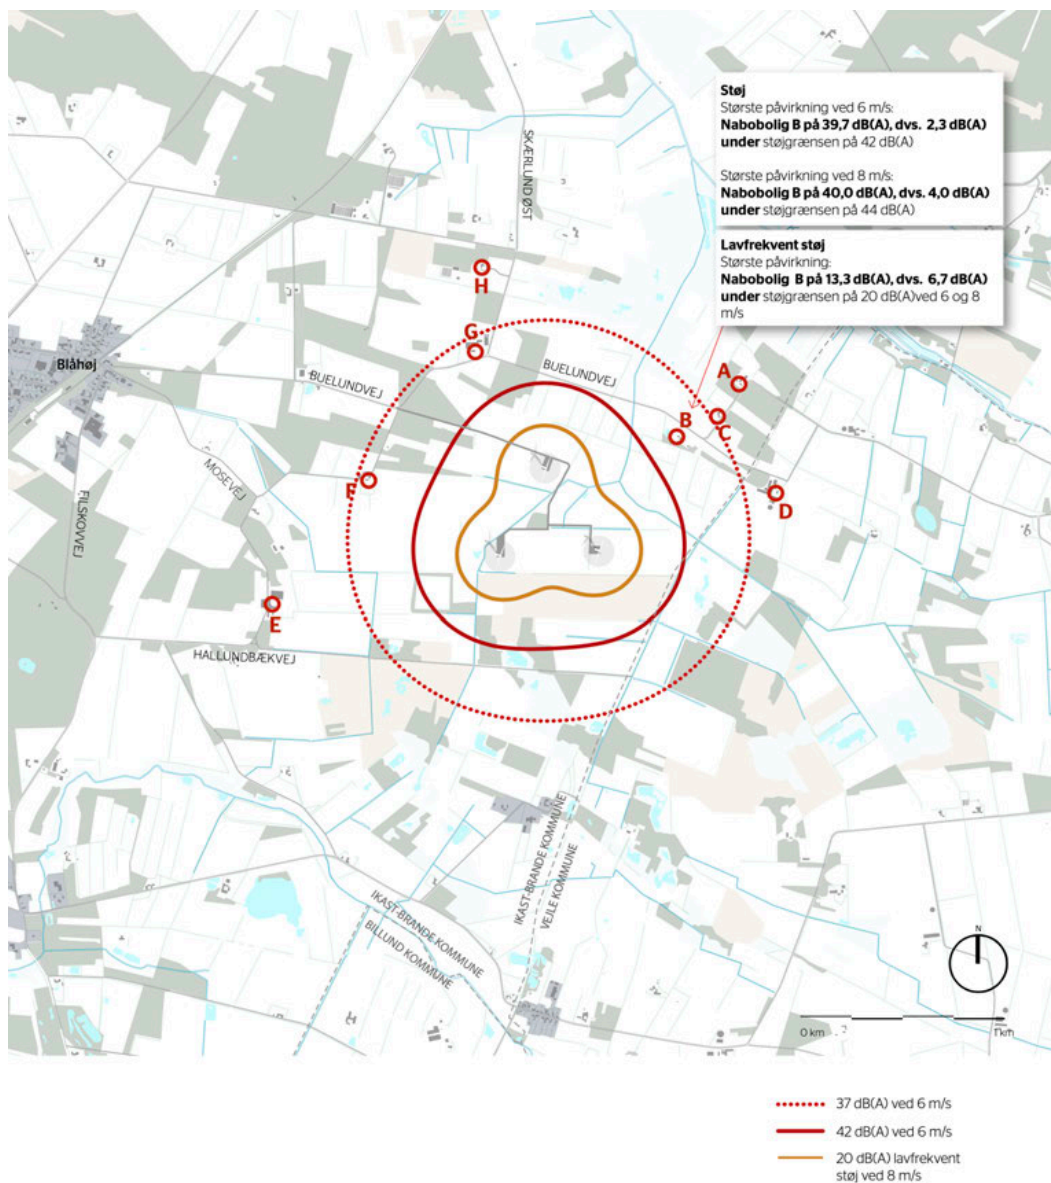 Støj
Største påvirkning ved 6 m/s:
Nabobolig B på 39,7 dB(A), dvs. 2,3 dB(A)
under støjgrænsen på 42 dB(A)
Største påvirkning ved 8 m/s:
Nabobolig B på 40,0 dB(A), dvs. 4,0 dB(A)
under støjgrænsen på 44 dB(A)
Lavfrekvent støj
Største påvirkning:
Nabobolig B på 13,3 dB(A), dvs. 6,7 dB(A)
under støjgrænsen på 20 dB(A)ved 6 og 8
m/s
SKÆRLUND ØST
H
G
Blåhøj
BUELUNDVEJ
BUELUNDVEJ
A
B
C
F
D
MOSEVEJ
FILSKOVVEJ
E
HALLUNDBÆKVEJ
IKAST-BRANDE KOMMUNE
VEJLE KOMMUNE
IKAST-BRANDE KOMMUNE
BILLUND KOMMUNE
N
0 km
1 km
37 dB(A) ved 6 m/s
42 dB(A) ved 6 m/s
20 dB(A) lavfrekvent
støj ved 8 m/s